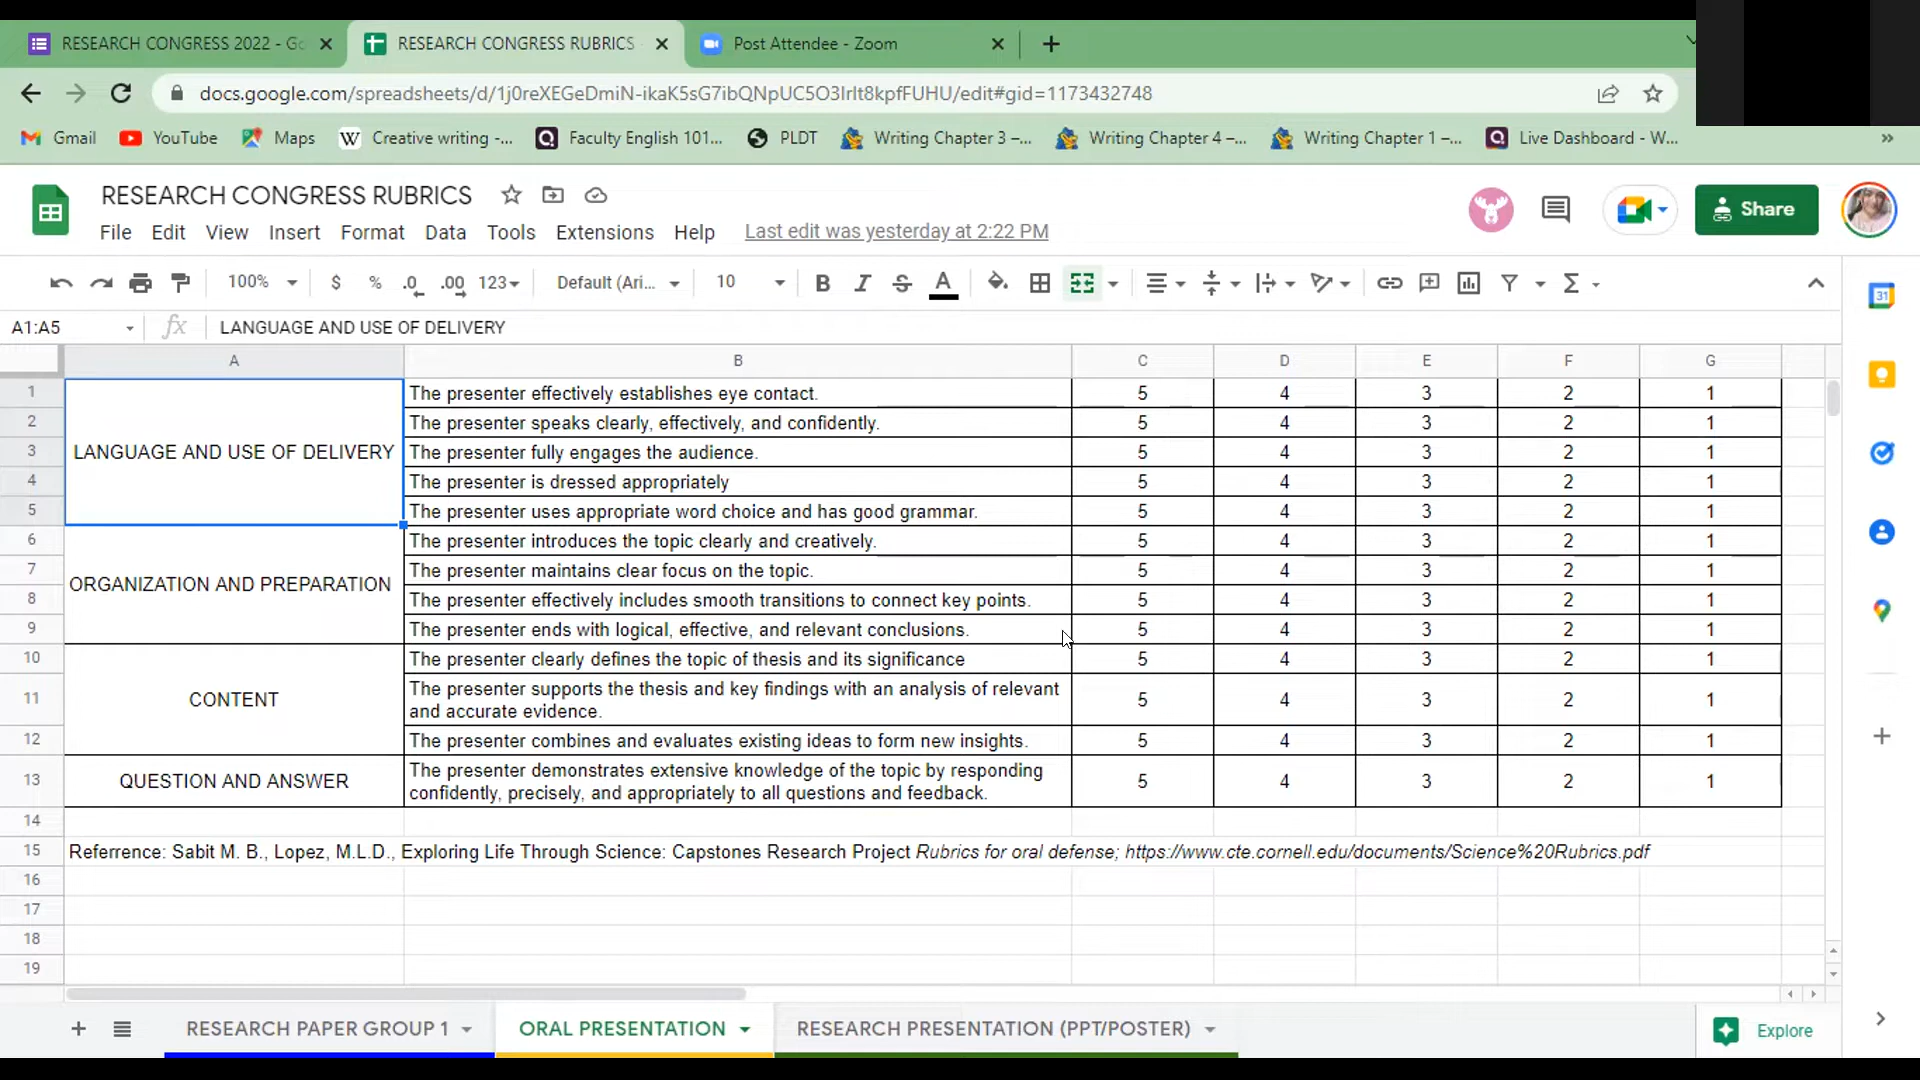 RESEARCH CONGRESS 2022 - Go
RESEARCH CONGRESS RUBRICS
Post Attendee - Zoom
docs.google.com/spreadsheets/d/1j0reXEGeDmiN-ikaK5sG7ibQNpUC5O3lrIt8kpfFUHU/edit#gid=1173432748
Gmail YouTube Maps Creative writing -... Faculty English 101... PLDT Writing Chapter 3 –... Writing Chapter 4 –... Writing Chapter 1 –... Live Dashboard - W... »
RESEARCH CONGRESS RUBRICS
Share
File Edit View Insert Format Data Tools Extensions Help Last edit was yesterday at 2:22 PM
100% $ % .0 .00 123 Default (Ari... 10 B I S A Σ
31
A1:A5 fx LANGUAGE AND USE OF DELIVERY
A B C D E F G
1 The presenter effectively establishes eye contact. 5 4 3 2 1
2 The presenter speaks clearly, effectively, and confidently. 5 4 3 2 1
3 LANGUAGE AND USE OF DELIVERY The presenter fully engages the audience. 5 4 3 2 1
4 The presenter is dressed appropriately 5 4 3 2 1
5 The presenter uses appropriate word choice and has good grammar. 5 4 3 2 1
6 The presenter introduces the topic clearly and creatively. 5 4 3 2 1
7 ORGANIZATION AND PREPARATION The presenter maintains clear focus on the topic. 5 4 3 2 1
8 The presenter effectively includes smooth transitions to connect key points. 5 4 3 2 1
9 The presenter ends with logical, effective, and relevant conclusions. 5 4 3 2 1
10 The presenter clearly defines the topic of thesis and its significance 5 4 3 2 1
11 CONTENT The presenter supports the thesis and key findings with an analysis of relevant
and accurate evidence. 5 4 3 2 1
12 The presenter combines and evaluates existing ideas to form new insights. 5 4 3 2 1
13 QUESTION AND ANSWER The presenter demonstrates extensive knowledge of the topic by responding
confidently, precisely, and appropriately to all questions and feedback. 5 4 3 2 1
14
15 Referrence: Sabit M. B., Lopez, M.L.D., Exploring Life Through Science: Capstones Research Project Rubrics for oral defense; https://www.cte.cornell.edu/documents/Science%20Rubrics.pdf
16
17
18
19
RESEARCH PAPER GROUP 1 ORAL PRESENTATION RESEARCH PRESENTATION (PPT/POSTER) Explore